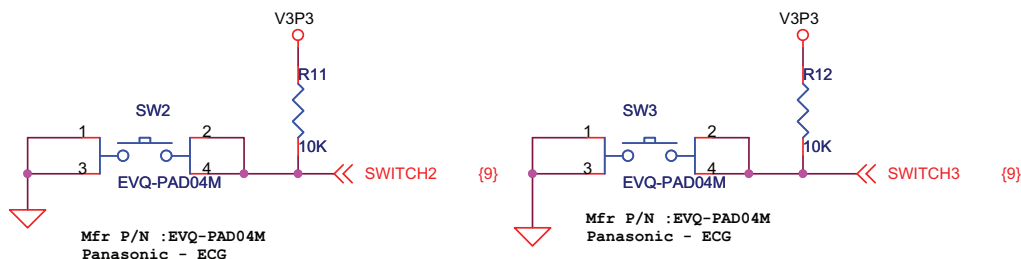 V3P3
R11
SW2
1
2
10K
3
4
EVQ-PAD04M
SWITCH2
{9}
Mfr P/N :EVQ-PAD04M
Panasonic - ECG
V3P3
R12
SW3
1
2
10K
3
4
EVQ-PAD04M
SWITCH3
{9}
Mfr P/N :EVQ-PAD04M
Panasonic - ECG